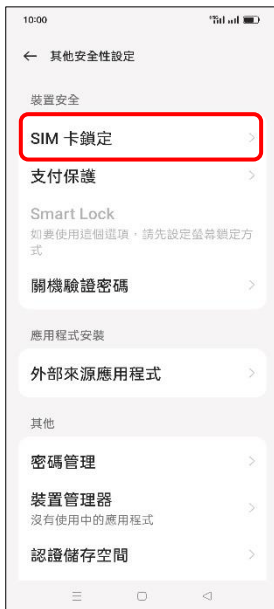 10:00
← 其他安全性設定
裝置安全
SIM 卡鎖定
支付保護
Smart Lock
如要使用這個選項，請先設定螢幕鎖定方
式
關機驗證密碼
應用程式安裝
外部來源應用程式
其他
密碼管理
裝置管理器
沒有使用中的應用程式
認證儲存空間